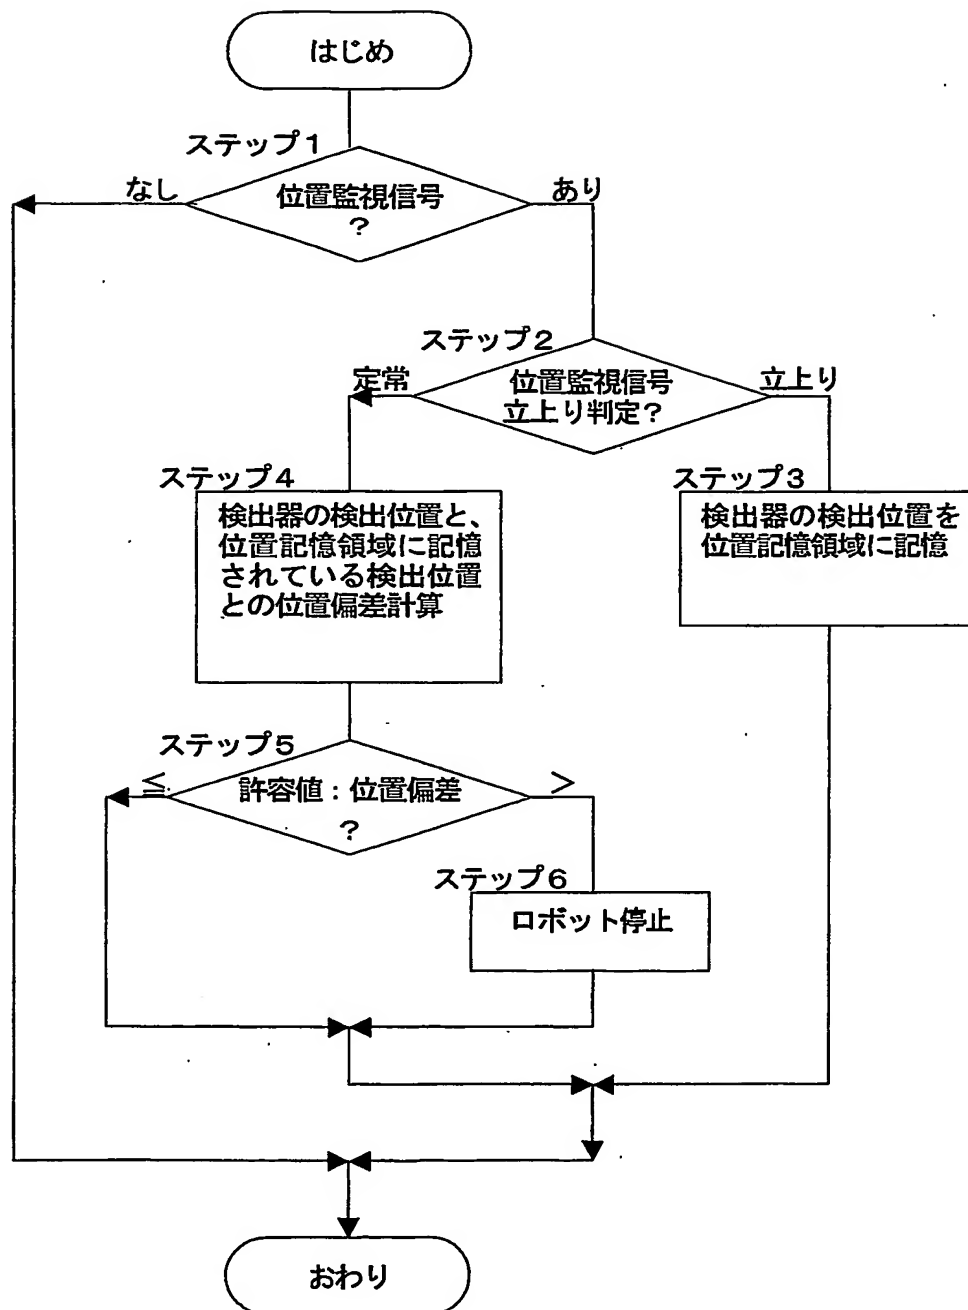 はじめ
ステップ1
なし
位置監視信号
?
あり
ステップ2
定常
位置監視信号
立上り判定?
立上り
ステップ4
検出器の検出位置と、
位置記憶領域に記憶
されている検出位置
との位置偏差計算
ステップ3
検出器の検出位置を
位置記憶領域に記憶
ステップ5
≦
許容値:位置偏差
?
>
ステップ6
ロボット停止
おわり